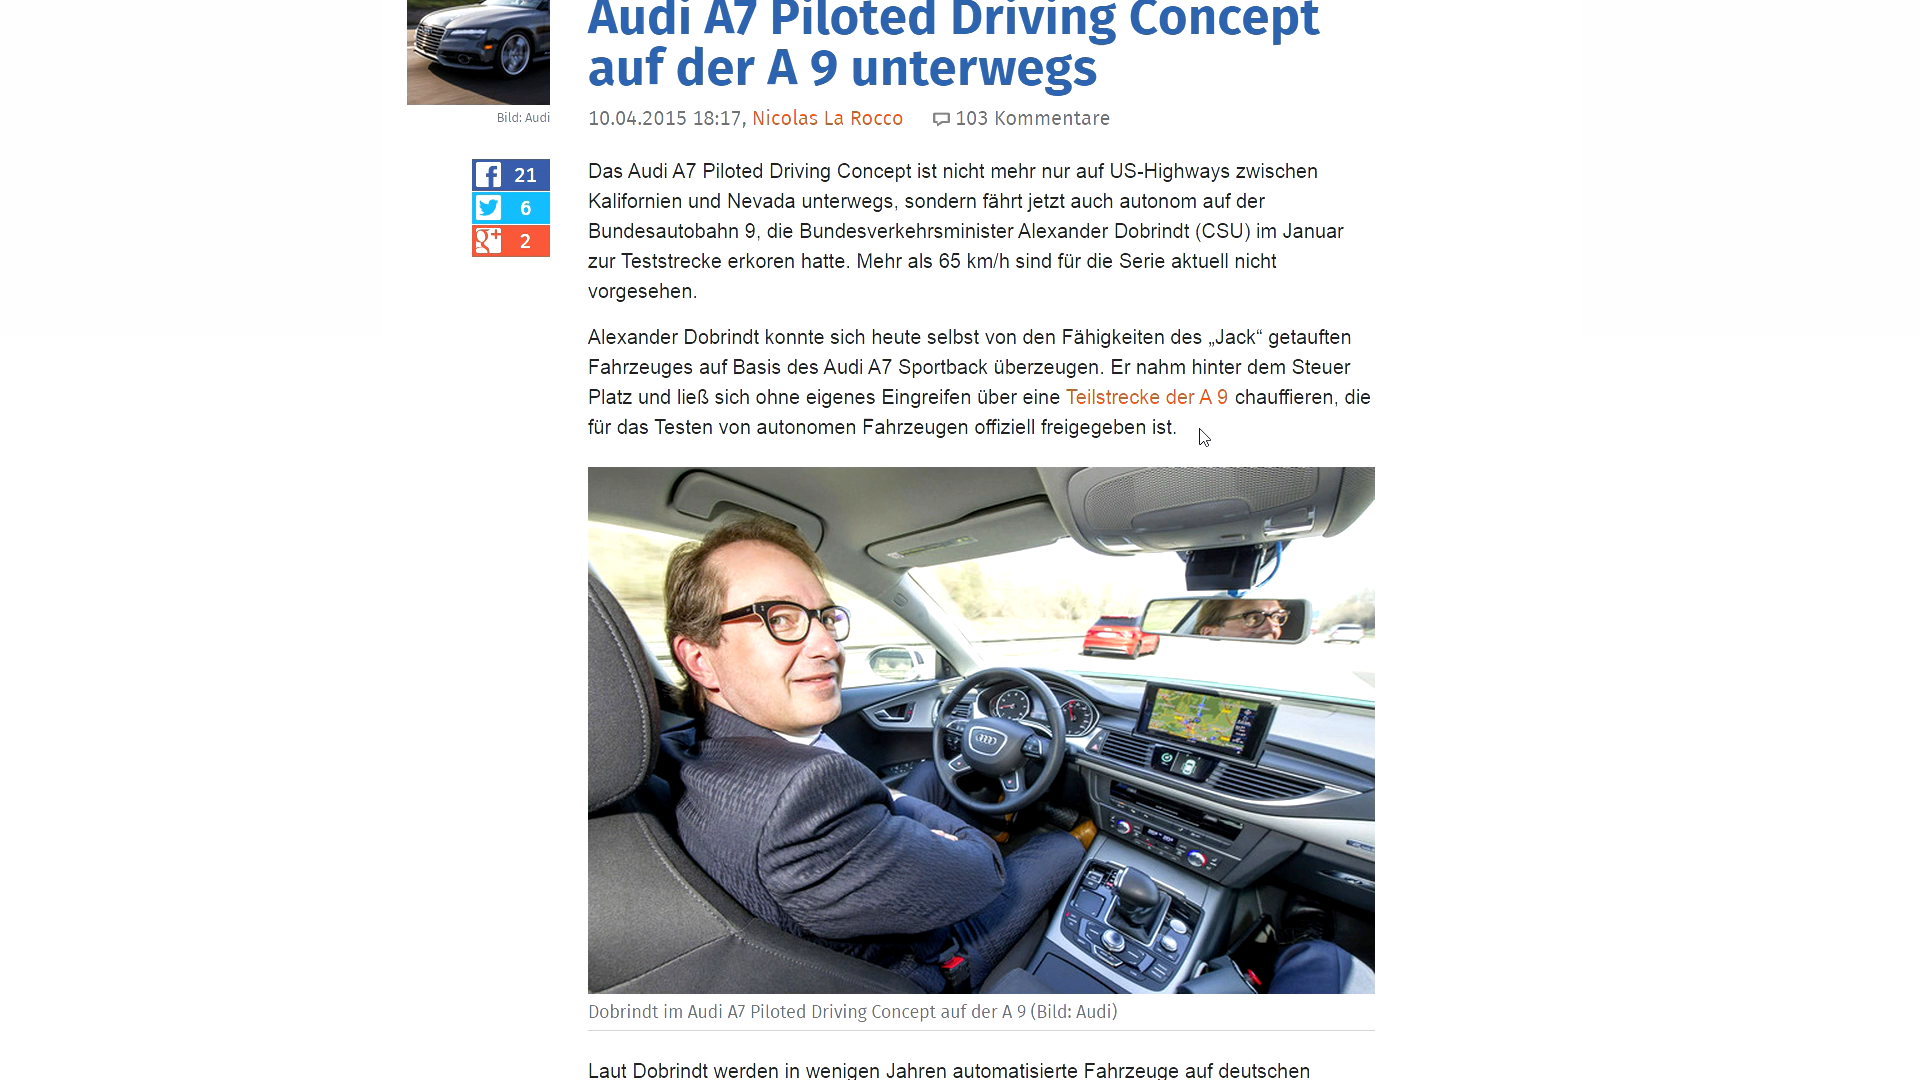 Audi A7 Piloted Driving Concept
auf der A 9 unterwegs
Bild: Audi
10.04.2015 18:17, Nicolas La Rocco 103 Kommentare
21
6
2
Das Audi A7 Piloted Driving Concept ist nicht mehr nur auf US-Highways zwischen
Kalifornien und Nevada unterwegs, sondern fährt jetzt auch autonom auf der
Bundesautobahn 9, die Bundesverkehrsminister Alexander Dobrindt (CSU) im Januar
zur Teststrecke erkoren hatte. Mehr als 65 km/h sind für die Serie aktuell nicht
vorgesehen.
Alexander Dobrindt konnte sich heute selbst von den Fähigkeiten des „Jack“ getauften
Fahrzeuges auf Basis des Audi A7 Sportback überzeugen. Er nahm hinter dem Steuer
Platz und ließ sich ohne eigenes Eingreifen über eine Teilstrecke der A 9 chauffieren, die
für das Testen von autonomen Fahrzeugen offiziell freigegeben ist.
Dobrindt im Audi A7 Piloted Driving Concept auf der A 9 (Bild: Audi)
Laut Dobrindt werden in wenigen Jahren automatisierte Fahrzeuge auf deutschen